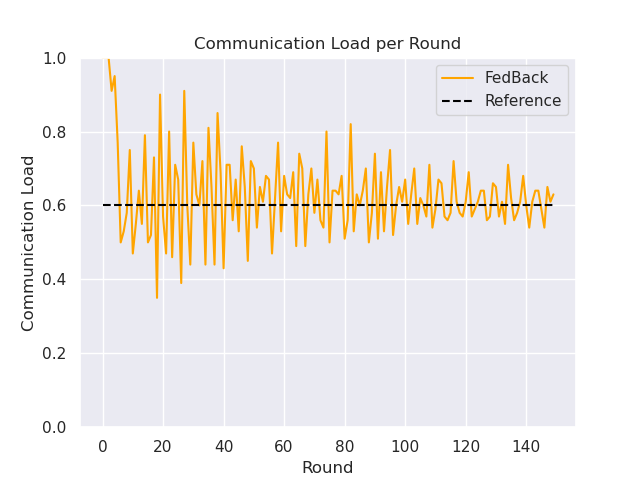 Communication Load per Round
FedBack
Reference
Communication Load
1.0
0.8
0.6
0.4
0.2
0.0
0 20 40 60 80 100 120 140
Round